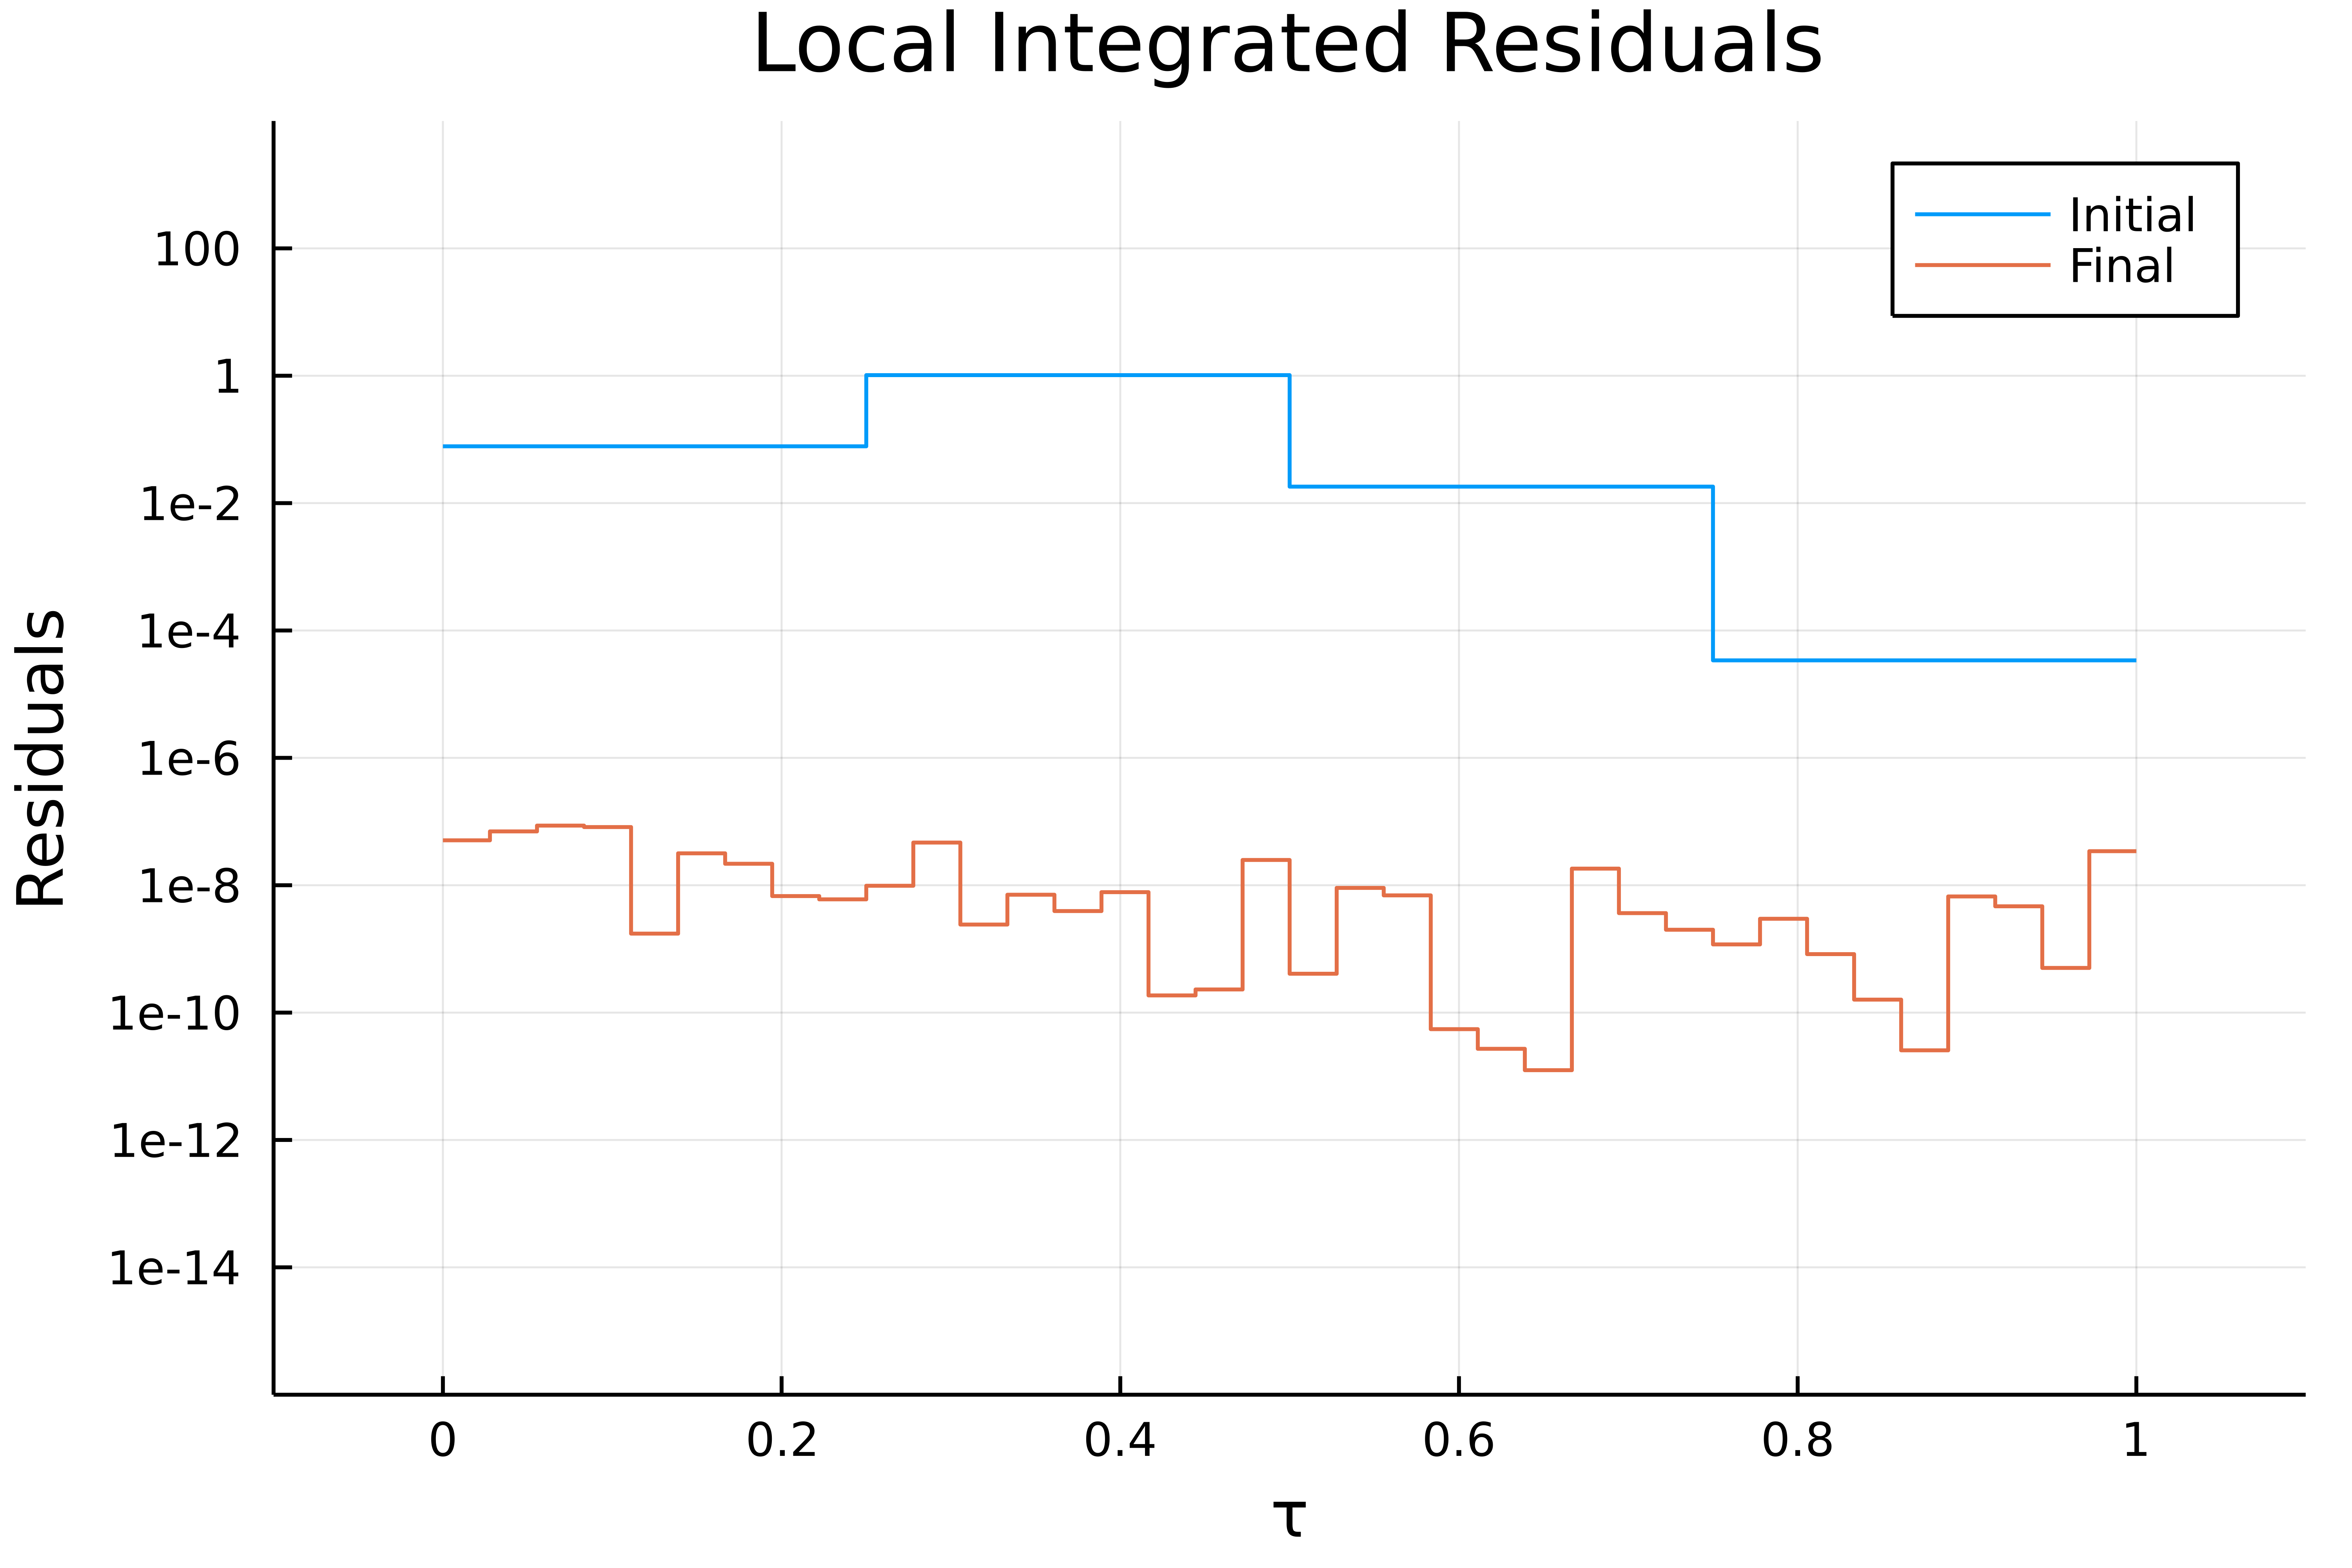 Local Integrated Residuals
Initial
Final
100
1
1e-2
1e-4
1e-6
1e-8
1e-10
1e-12
1e-14
Residuals
0 0.2 0.4 0.6 0.8 1
τ